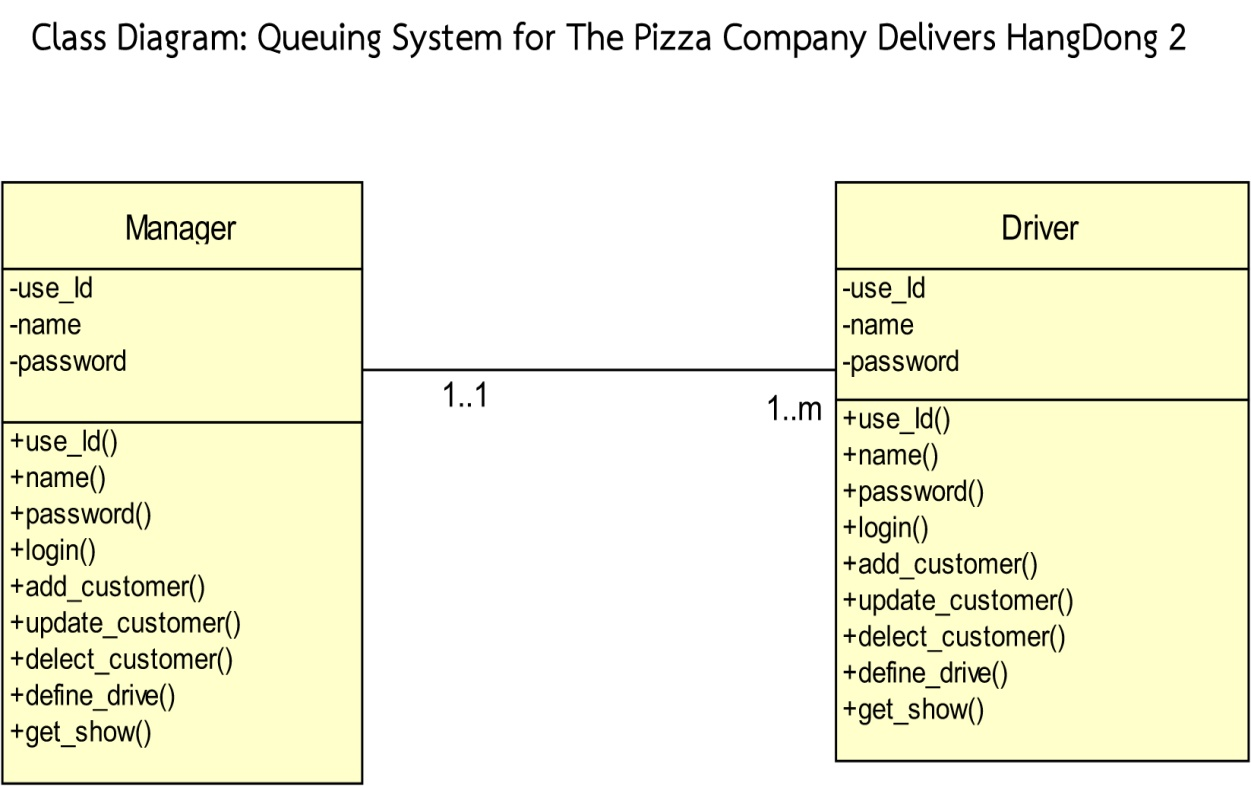 Class Diagram: Queuing System for The Pizza Company Delivers HangDong 2
Manager
-use_Id
-name
-password
+use_Id()
+name()
+password()
+login()
+add_customer()
+update_customer()
+delect_customer()
+define_drive()
+get_show()
1..1
1..m
Driver
-use_Id
-name
-password
+use_Id()
+name()
+password()
+login()
+add_customer()
+update_customer()
+delect_customer()
+define_drive()
+get_show()